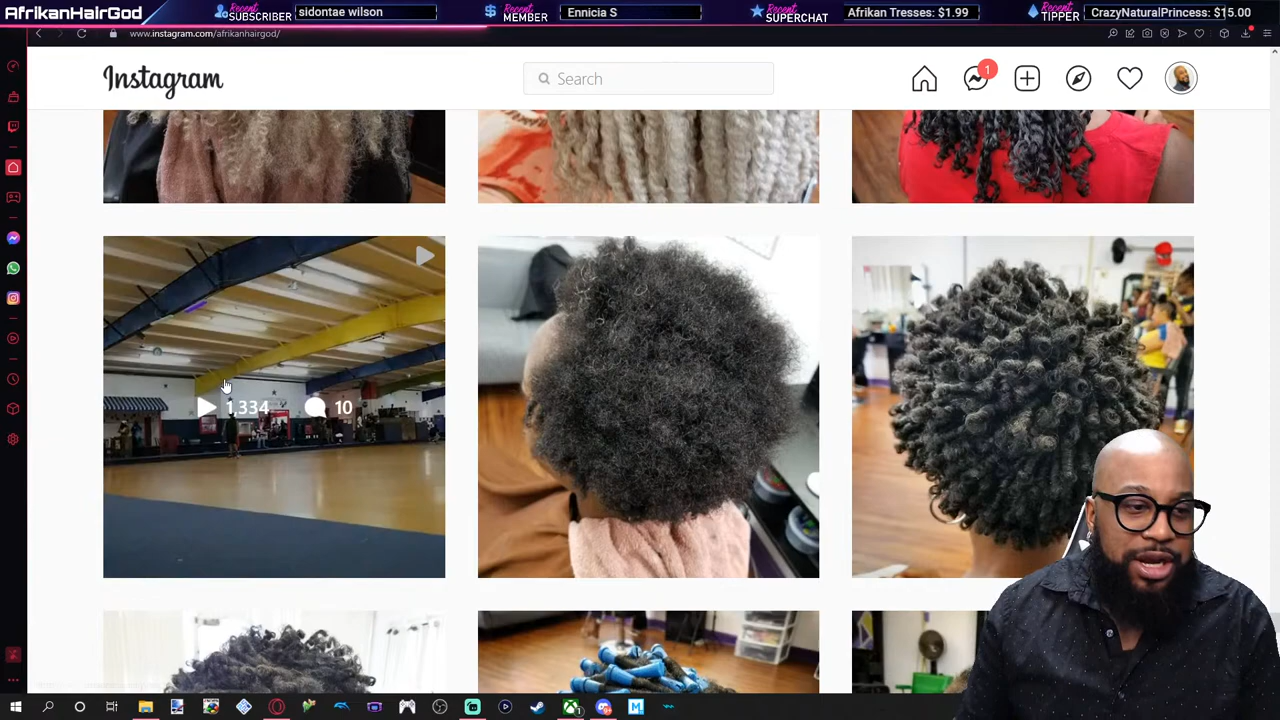 AfrikanHairGod
Recent SUBSCRIBER sidontae wilson
Recent MEMBER Ennicia S
Recent SUPERCHAT Afrikan Tresses: $1.99
Recent TIPPER CrazyNaturalPrincess: $15.00
www.instagram.com/afrikanhairgod/
Instagram
Search
1
1,334
10